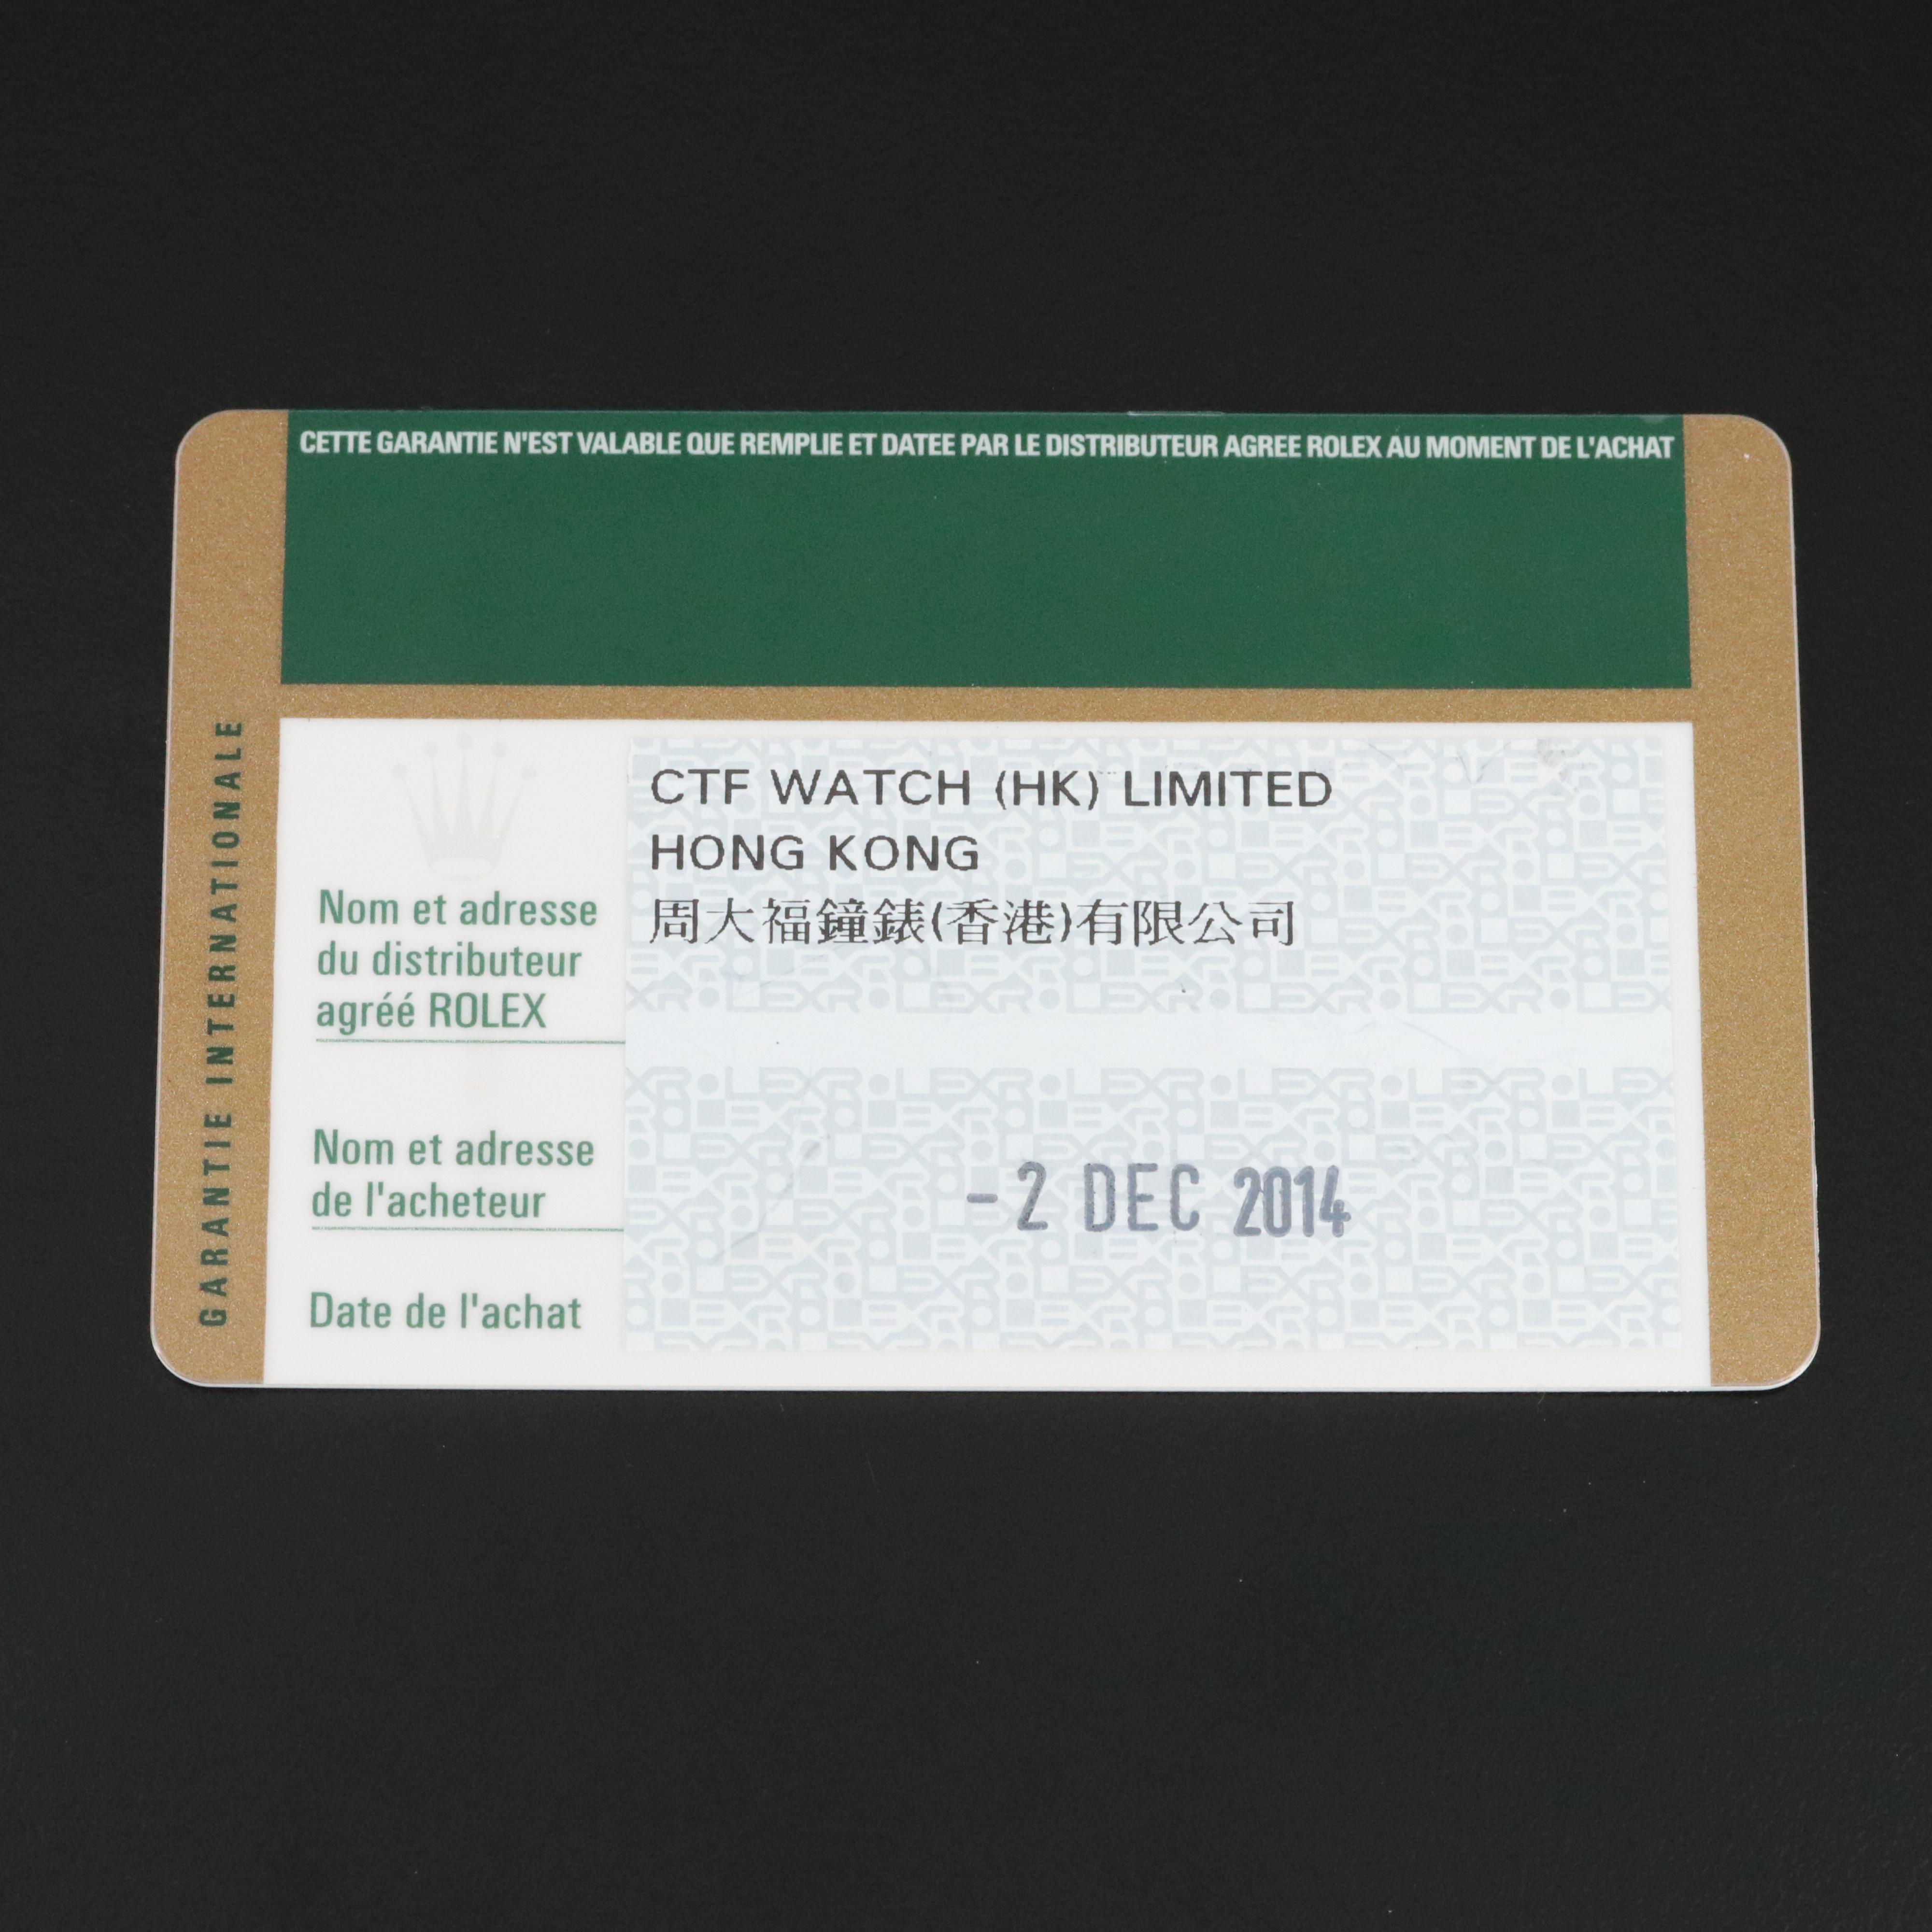 CETTE GARANTIE N'EST VALABLE QUE REMPLIE ET DATEE PAR LE DISTRIBUTEUR AGREE ROLEX AU MOMENT DE L'ACHAT
GARANTIE INTERNATIONALE
CTF WATCH (HK) LIMITED
HONG KONG
周大福鐘錶(香港)有限公司
Nom et adresse
du distributeur
agréé ROLEX
Nom et adresse
de l'acheteur
-2 DEC 2014
Date de l'achat